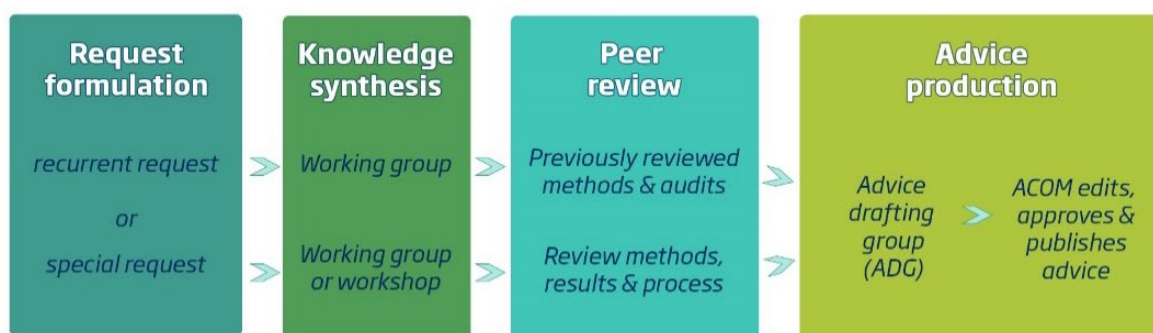 Request
formulation
recurrent request
or
special request
Knowledge
synthesis
Working group
Working group
or workshop
Peer
review
Previously reviewed
methods & audits
Review methods,
results & process
Advice
production
Advice
drafting
group
(ADG)
ACOM edits,
approves &
publishes
advice